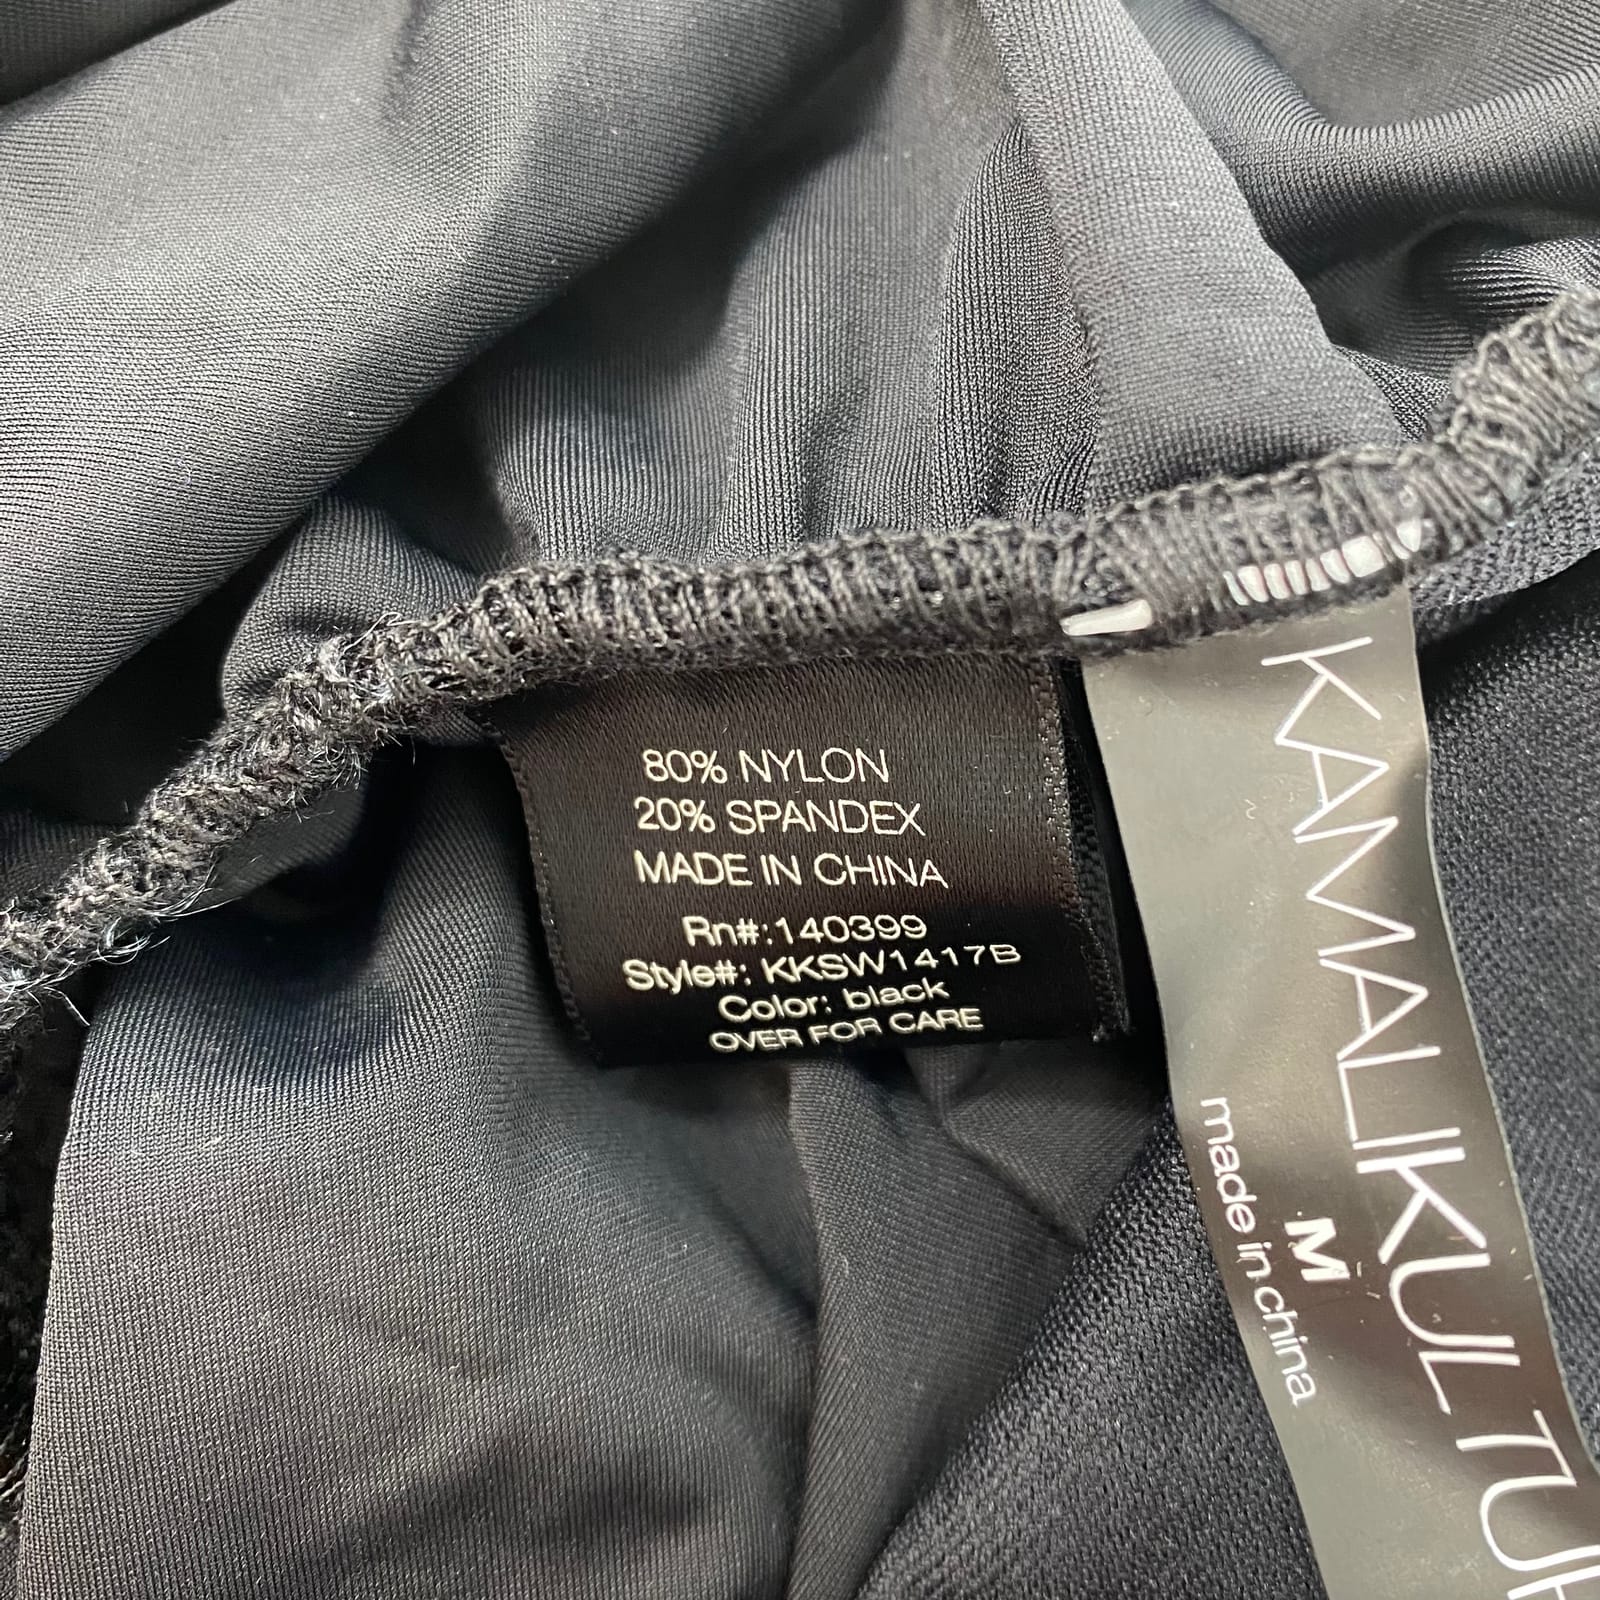 80% NYLON
20% SPANDEX
MADE IN CHINA
Rn#:140399
Style#: KKSW1417B
Color: black
OVER FOR CARE
KAMALIKULTUR
M
made in china